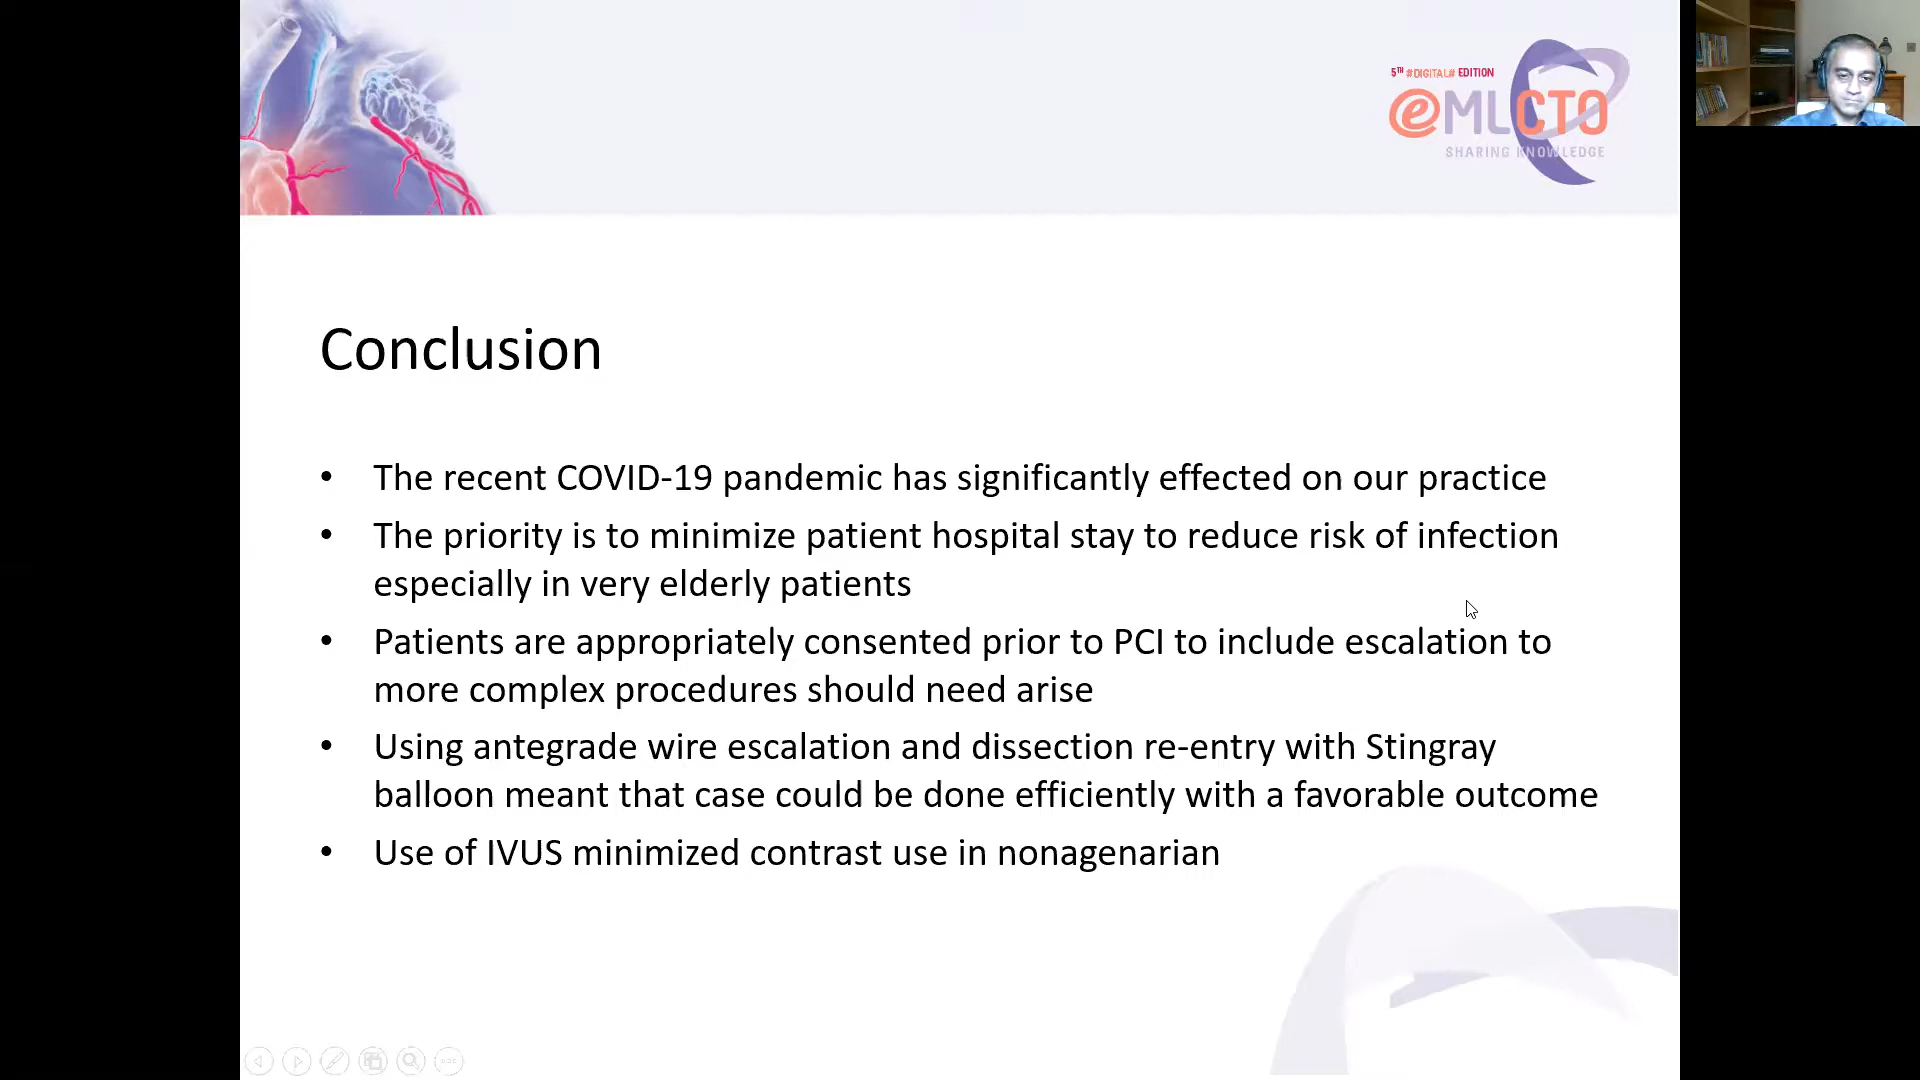 5TH #DIGITAL# EDITION
eMLCTO
SHARING KNOWLEDGE
Conclusion
• The recent COVID-19 pandemic has significantly effected on our practice
• The priority is to minimize patient hospital stay to reduce risk of infection
especially in very elderly patients
• Patients are appropriately consented prior to PCI to include escalation to
more complex procedures should need arise
• Using antegrade wire escalation and dissection re-entry with Stingray
balloon meant that case could be done efficiently with a favorable outcome
• Use of IVUS minimized contrast use in nonagenarian